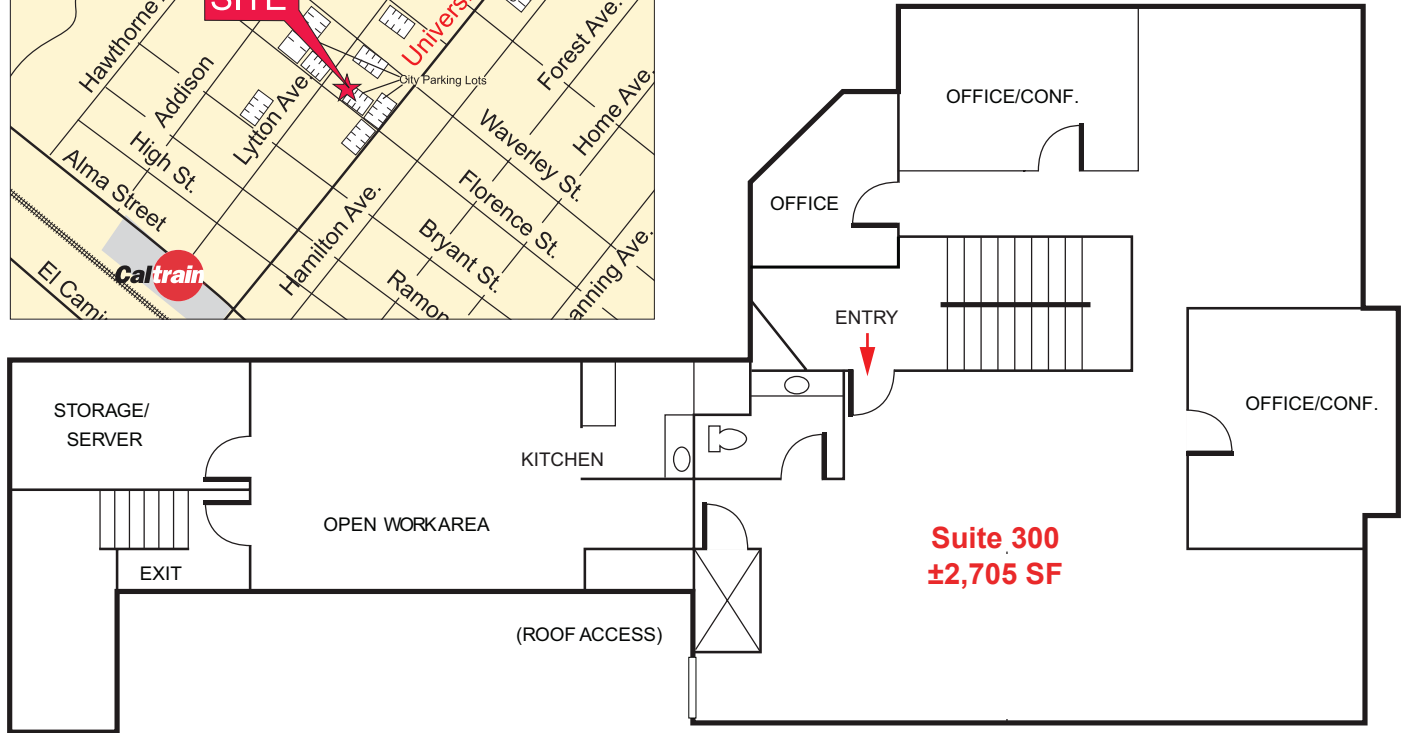 SITE
Hawthorne
Addison
Lytton Ave.
High St.
Alma Street
Caltrain
El Cami
City Parking Lots
Univers
Forest Ave.
Home Ave.
Waverley St.
Florence St.
Bryant St.
Hamilton Ave.
Ramon
anning Ave.
OFFICE/CONF.
OFFICE
ENTRY
OFFICE/CONF.
STORAGE/
SERVER
KITCHEN
OPEN WORKAREA
EXIT
(ROOF ACCESS)
Suite 300
±2,705 SF